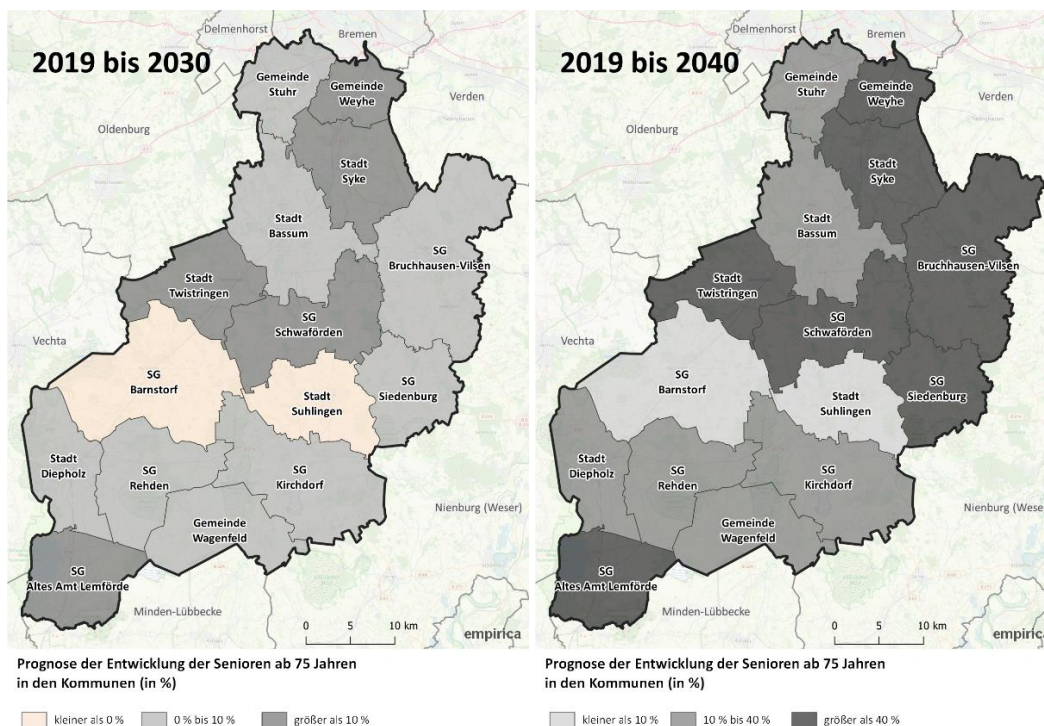 2019 bis 2030
Delmenhorst
Bremen
Gemeinde
Stuhr
Gemeinde
Weyhe
Verden
Oldenburg
Stadt
Syke
Stadt
Bassum
SG
Bruchhausen-Vilsen
Stadt
Twistringen
SG
Schwaförden
Vechta
SG
Barnstorf
Stadt
Suhlingen
SG
Siedenburg
Stadt
Diepholz
SG
Rehden
SG
Kirchdorf
Nienburg (Weser)
Gemeinde
Wagenfeld
SG
Altes Amt Lemförde
Minden-Lübbecke
0 5 10 km
empirica
Prognose der Entwicklung der Senioren ab 75 Jahren
in den Kommunen (in %)
kleiner als 0 % 0 % bis 10 % größer als 10 %
2019 bis 2040
Delmenhorst
Bremen
Gemeinde
Stuhr
Gemeinde
Weyhe
Verden
Oldenburg
Stadt
Syke
Stadt
Bassum
SG
Bruchhausen-Vilsen
Stadt
Twistringen
SG
Schwaförden
Vechta
SG
Barnstorf
Stadt
Suhlingen
SG
Siedenburg
Stadt
Diepholz
SG
Rehden
SG
Kirchdorf
Nienburg (Wese
Gemeinde
Wagenfeld
SG
Altes Amt Lemförde
Minden-Lübbecke
0 5 10 km
empirica
Prognose der Entwicklung der Senioren ab 75 Jahren
in den Kommunen (in %)
kleiner als 10 % 10 % bis 40 % größer als 40 %